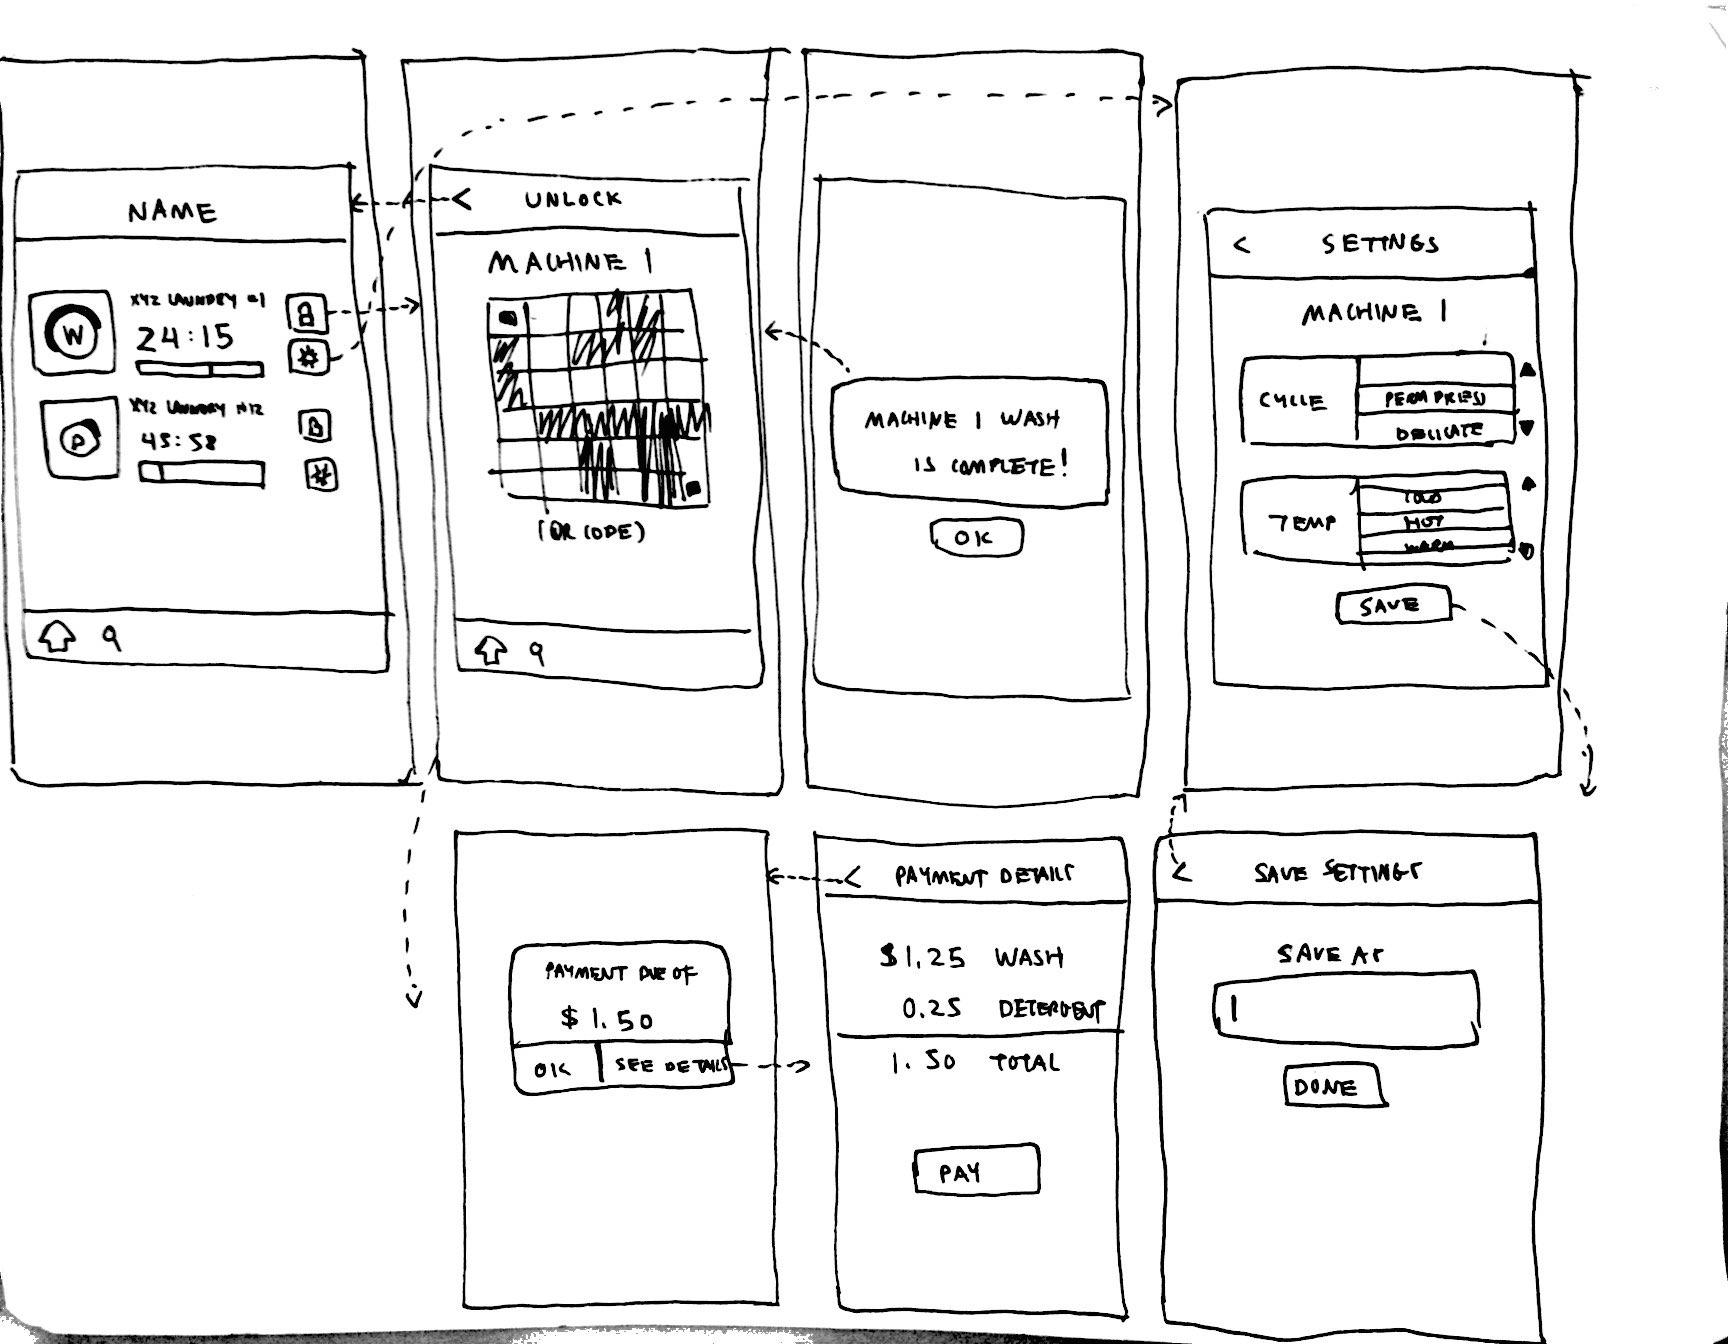 NAME
W
XYZ LAUNDRY #1
24:15
P
XYZ LAUNDRY #12
45:58
< UNLOCK
MACHINE 1
(QR CODE)
MACHINE 1 WASH
IS COMPLETE!
OK
< SETTINGS
MACHINE 1
CYCLE
PERM PRESS
DELICATE
TEMP
COLD
HOT
WARM
SAVE
PAYMENT DUE OF
$1.50
OK
SEE DETAILS
< PAYMENT DETAILS
$1.25 WASH
0.25 DETERGENT
1.50 TOTAL
PAY
< SAVE SETTINGS
SAVE AS
DONE